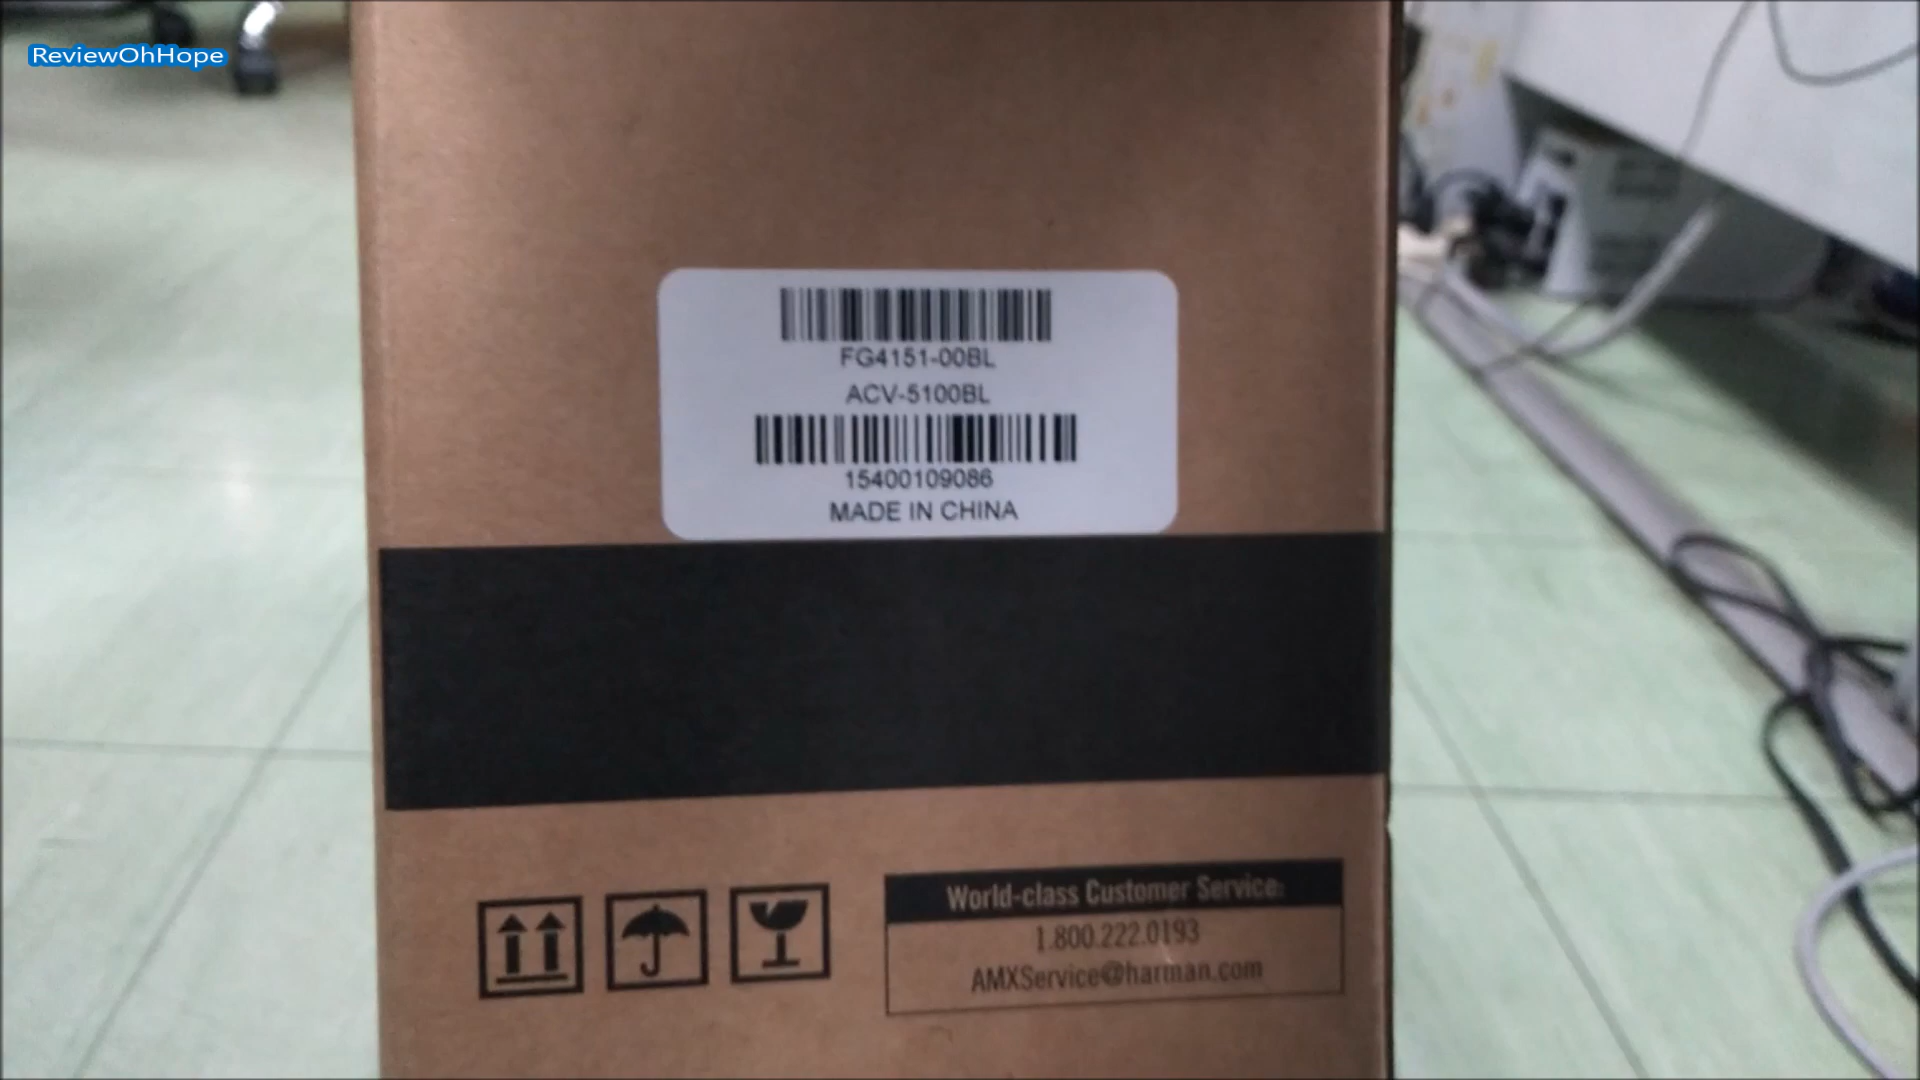 ReviewOhHope
FG4151-00BL
ACV-5100BL
15400109086
MADE IN CHINA
World-class Customer Service:
1.800.222.0193
AMXService@harman.com